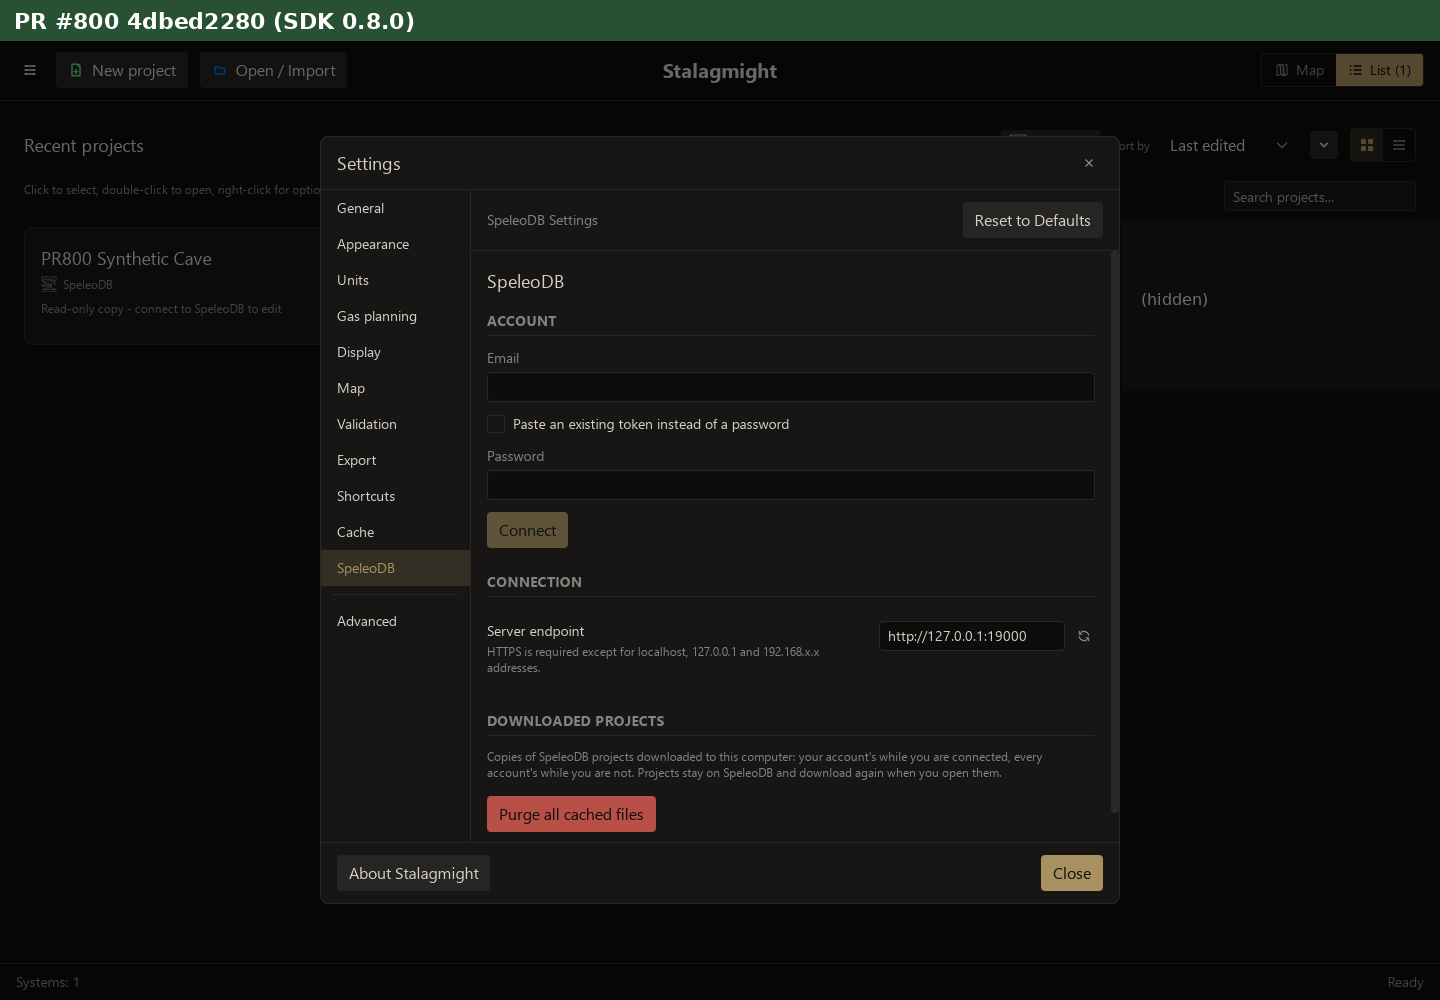 PR #800 4dbed2280 (SDK 0.8.0)
New project
Open / Import
Stalagmight
Map
List (1)
Recent projects
ort by
Last edited
Click to select, double-click to open, right-click for optio
Search projects...
PR800 Synthetic Cave
SpeleoDB
Read-only copy - connect to SpeleoDB to edit
(hidden)
Settings
×
General
Appearance
Units
Gas planning
Display
Map
Validation
Export
Shortcuts
Cache
SpeleoDB
Advanced
SpeleoDB Settings
Reset to Defaults
SpeleoDB
ACCOUNT
Email
Paste an existing token instead of a password
Password
Connect
CONNECTION
Server endpoint
HTTPS is required except for localhost, 127.0.0.1 and 192.168.x.x
addresses.
http://127.0.0.1:19000
DOWNLOADED PROJECTS
Copies of SpeleoDB projects downloaded to this computer: your account's while you are connected, every
account's while you are not. Projects stay on SpeleoDB and download again when you open them.
Purge all cached files
About Stalagmight
Close
Systems: 1
Ready